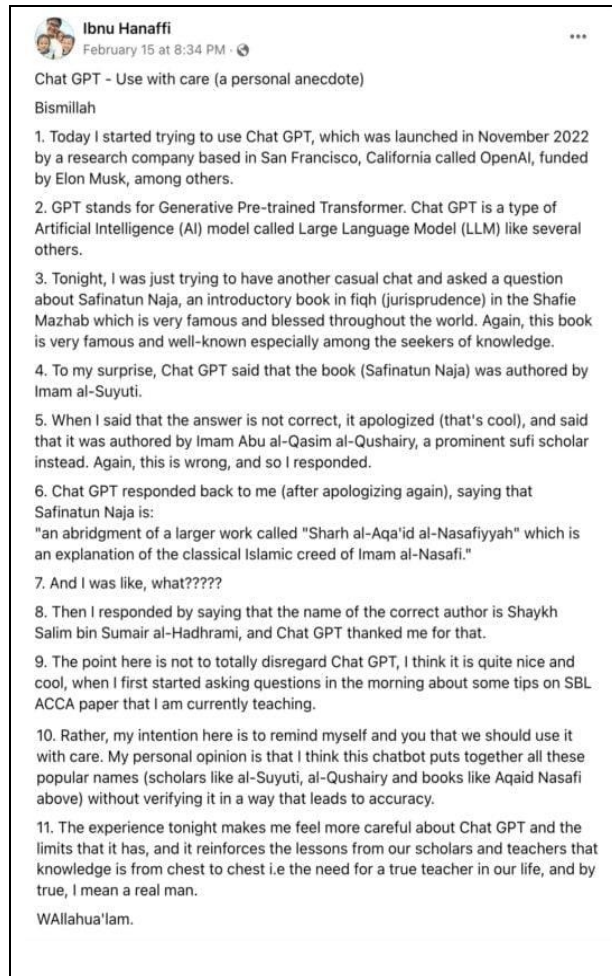 Ibnu Hanaffi
February 15 at 8:34 PM ·
Chat GPT - Use with care (a personal anecdote)
Bismillah
1. Today I started trying to use Chat GPT, which was launched in November 2022
by a research company based in San Francisco, California called OpenAI, funded
by Elon Musk, among others.
2. GPT stands for Generative Pre-trained Transformer. Chat GPT is a type of
Artificial Intelligence (AI) model called Large Language Model (LLM) like several
others.
3. Tonight, I was just trying to have another casual chat and asked a question
about Safinatun Naja, an introductory book in fiqh (jurisprudence) in the Shafie
Mazhab which is very famous and blessed throughout the world. Again, this book
is very famous and well-known especially among the seekers of knowledge.
4. To my surprise, Chat GPT said that the book (Safinatun Naja) was authored by
Imam al-Suyuti.
5. When I said that the answer is not correct, it apologized (that's cool), and said
that it was authored by Imam Abu al-Qasim al-Qushairy, a prominent sufi scholar
instead. Again, this is wrong, and so I responded.
6. Chat GPT responded back to me (after apologizing again), saying that
Safinatun Naja is:
"an abridgment of a larger work called "Sharh al-Aqa'id al-Nasafiyyah" which is
an explanation of the classical Islamic creed of Imam al-Nasafi."
7. And I was like, what?????
8. Then I responded by saying that the name of the correct author is Shaykh
Salim bin Sumair al-Hadhrami, and Chat GPT thanked me for that.
9. The point here is not to totally disregard Chat GPT, I think it is quite nice and
cool, when I first started asking questions in the morning about some tips on SBL
ACCA paper that I am currently teaching.
10. Rather, my intention here is to remind myself and you that we should use it
with care. My personal opinion is that I think this chatbot puts together all these
popular names (scholars like al-Suyuti, al-Qushairy and books like Aqaid Nasafi
above) without verifying it in a way that leads to accuracy.
11. The experience tonight makes me feel more careful about Chat GPT and the
limits that it has, and it reinforces the lessons from our scholars and teachers that
knowledge is from chest to chest i.e the need for a true teacher in our life, and by
true, I mean a real man.
WAllahua'lam.